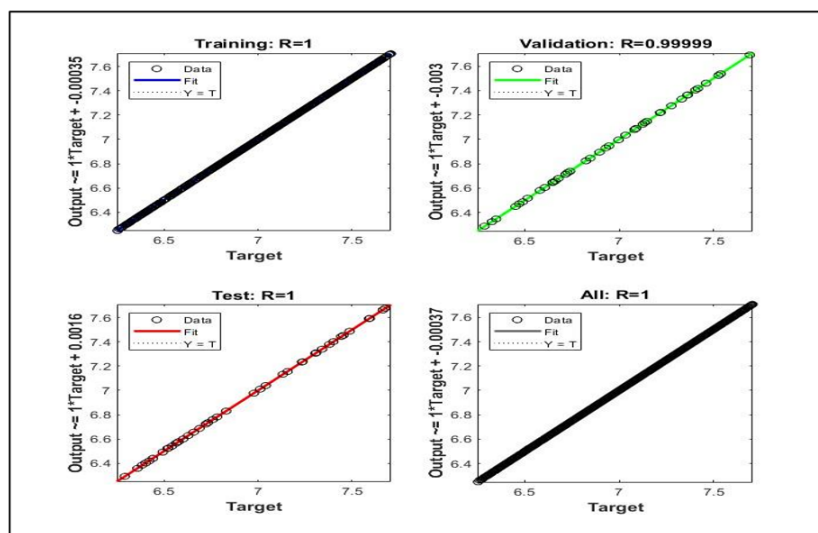 Training: R=1
Output ~= 1*Target + -0.00035
7.6
7.4
7.2
7
6.8
6.6
6.4
Data
Fit
Y = T
6.5 7 7.5
Target
Validation: R=0.99999
Output ~= 1*Target + -0.003
7.6
7.4
7.2
7
6.8
6.6
6.4
Data
Fit
Y = T
6.5 7 7.5
Target
Test: R=1
Output ~= 1*Target + 0.0016
7.6
7.4
7.2
7
6.8
6.6
6.4
Data
Fit
Y = T
6.5 7 7.5
Target
All: R=1
Output ~= 1*Target + -0.00037
7.6
7.4
7.2
7
6.8
6.6
6.4
Data
Fit
Y = T
6.5 7 7.5
Target